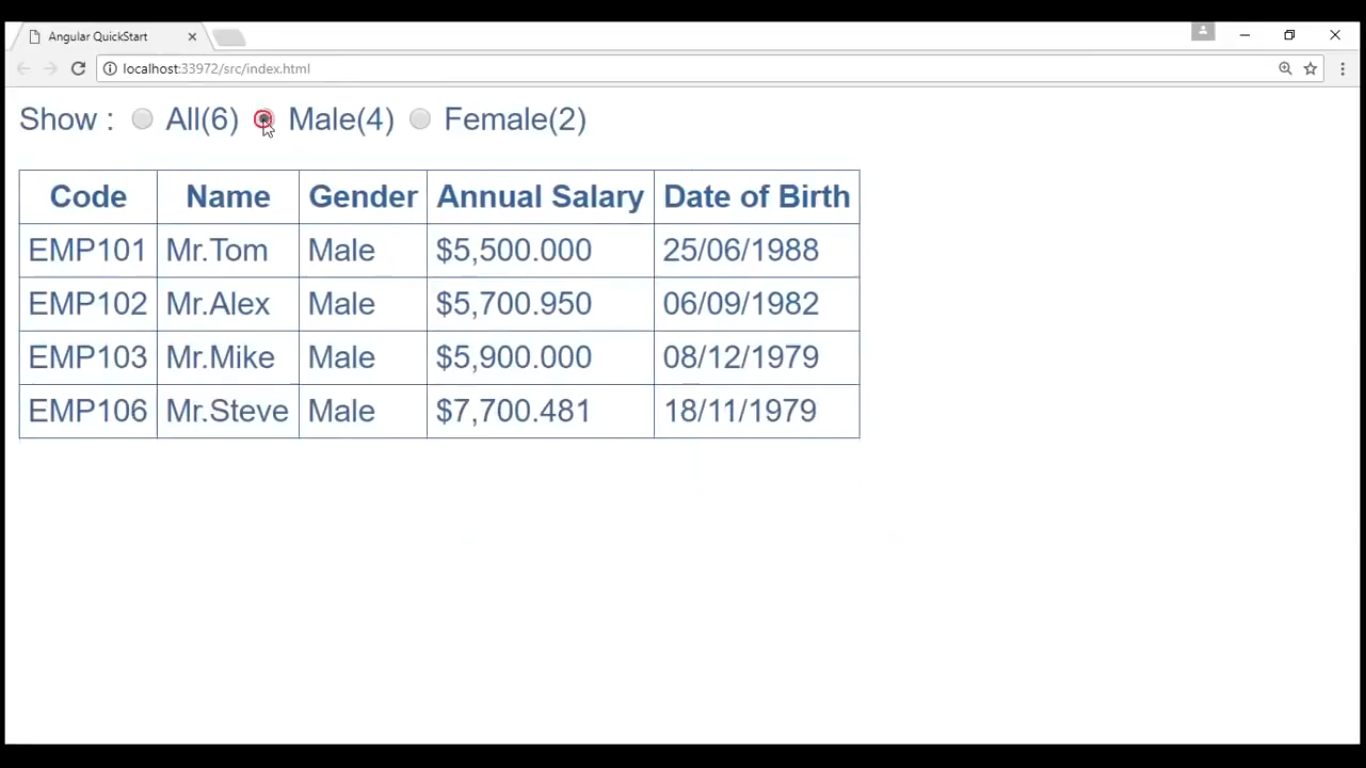 Angular QuickStart
localhost:33972/src/index.html
Show : All(6) Male(4) Female(2)
Code Name Gender Annual Salary Date of Birth
EMP101 Mr.Tom Male $5,500.000 25/06/1988
EMP102 Mr.Alex Male $5,700.950 06/09/1982
EMP103 Mr.Mike Male $5,900.000 08/12/1979
EMP106 Mr.Steve Male $7,700.481 18/11/1979